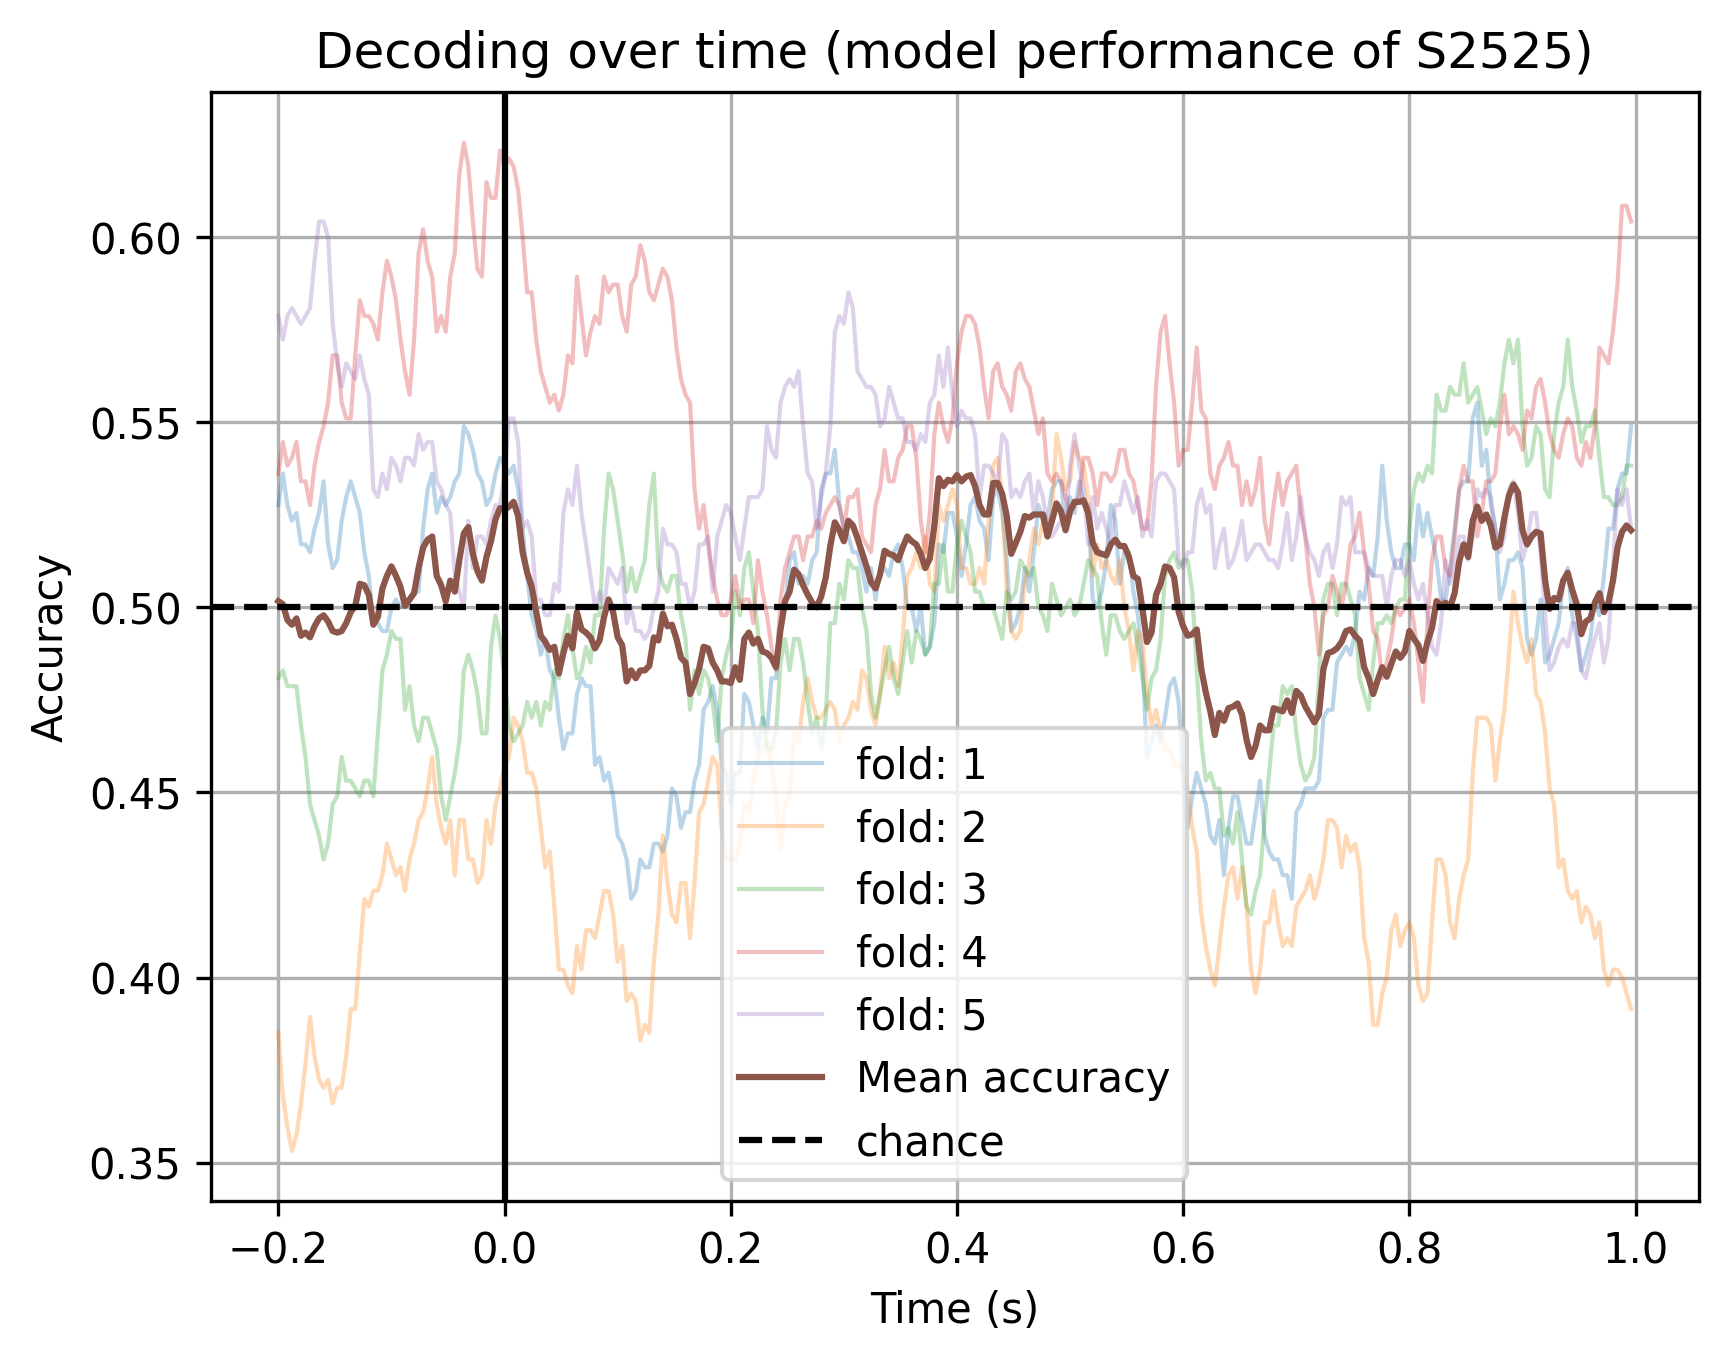 Decoding over time (model performance of S2525)
Accuracy
0.60
0.55
0.50
0.45
0.40
0.35
fold: 1
fold: 2
fold: 3
fold: 4
fold: 5
Mean accuracy
chance
−0.2 0.0 0.2 0.4 0.6 0.8 1.0
Time (s)